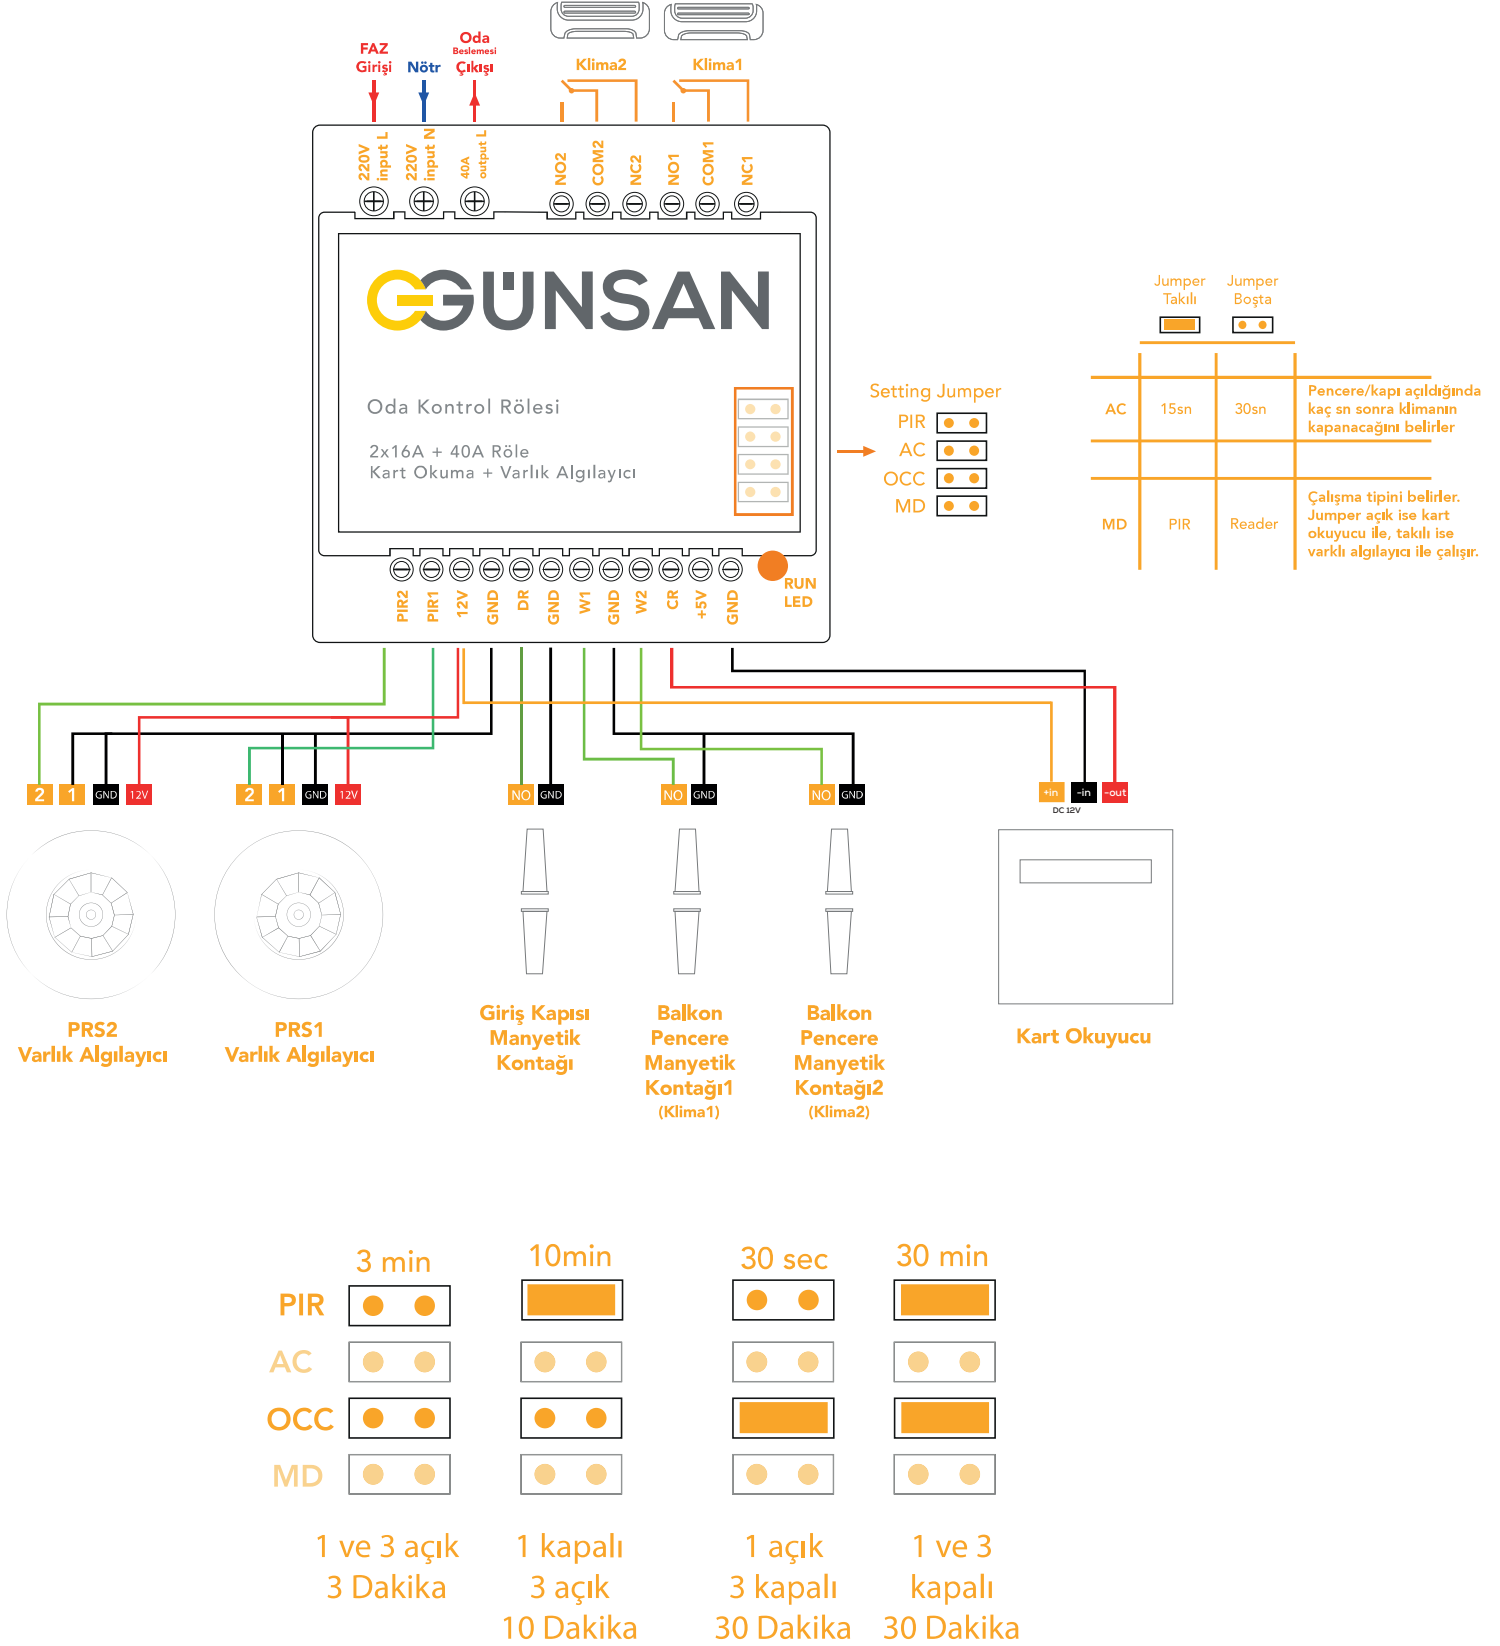 FAZ
Girişi
Nötr
Oda
Beslemesi
Çıkışı
Klima2
Klima1
220V
input L
220V
input N
40A
output L
NO2
COM2
NC2
NO1
COM1
NC1
GÜNSAN
Oda Kontrol Rölesi
2x16A + 40A Röle
Kart Okuma + Varlık Algılayıcı
Setting Jumper
PIR
AC
OCC
MD
Jumper
Takılı
Jumper
Boşta
AC
15sn
30sn
Pencere/kapı açıldığında
kaç sn sonra klimanın
kapanacağını belirler
MD
PIR
Reader
Çalışma tipini belirler.
Jumper açık ise kart
okuyucu ile, takılı ise
varklı algılayıcı ile çalışır.
PIR2
PIR1
12V
GND
DR
GND
W1
GND
W2
CR
+5V
GND
RUN
LED
2
1
GND
12V
2
1
GND
12V
NO
GND
NO
GND
NO
GND
+in
-in
-out
DC 12V
PRS2
Varlık Algılayıcı
PRS1
Varlık Algılayıcı
Giriş Kapısı
Manyetik
Kontağı
Balkon
Pencere
Manyetik
Kontağı1
(Klima1)
Balkon
Pencere
Manyetik
Kontağı2
(Klima2)
Kart Okuyucu
3 min
10min
30 sec
30 min
PIR
AC
OCC
MD
1 ve 3 açık
3 Dakika
1 kapalı
3 açık
10 Dakika
1 açık
3 kapalı
30 Dakika
1 ve 3
kapalı
30 Dakika